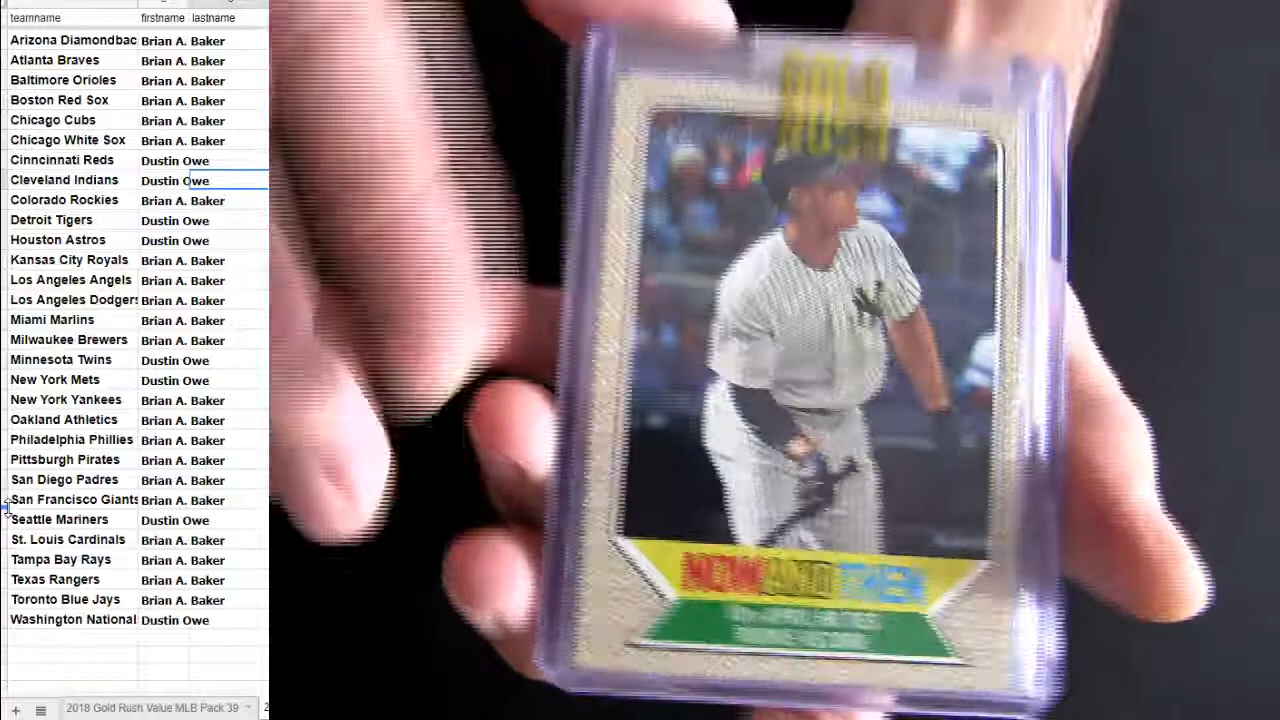 teamname firstname lastname
Arizona Diamondbac Brian A. Baker
Atlanta Braves Brian A. Baker
Baltimore Orioles Brian A. Baker
Boston Red Sox Brian A. Baker
Chicago Cubs Brian A. Baker
Chicago White Sox Brian A. Baker
Cinncinnati Reds Dustin Owe
Cleveland Indians Dustin Owe
Colorado Rockies Brian A. Baker
Detroit Tigers Dustin Owe
Houston Astros Dustin Owe
Kansas City Royals Brian A. Baker
Los Angeles Angels Brian A. Baker
Los Angeles Dodgers Brian A. Baker
Miami Marlins Brian A. Baker
Milwaukee Brewers Brian A. Baker
Minnesota Twins Dustin Owe
New York Mets Dustin Owe
New York Yankees Brian A. Baker
Oakland Athletics Brian A. Baker
Philadelphia Phillies Brian A. Baker
Pittsburgh Pirates Brian A. Baker
San Diego Padres Brian A. Baker
San Francisco Giants Brian A. Baker
Seattle Mariners Dustin Owe
St. Louis Cardinals Brian A. Baker
Tampa Bay Rays Brian A. Baker
Texas Rangers Brian A. Baker
Toronto Blue Jays Brian A. Baker
Washington National Dustin Owe
2018 Gold Rush Value MLB Pack 39
RUSH
NY
NOW AND THEN